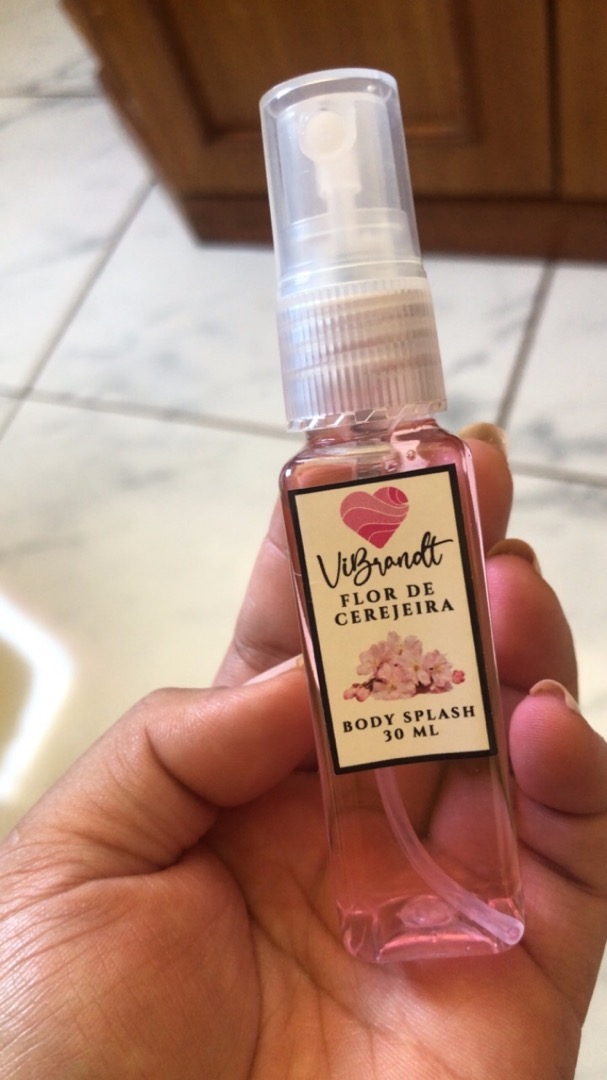 ViBrandt
FLOR DE
CEREJEIRA
BODY SPLASH
30 ML